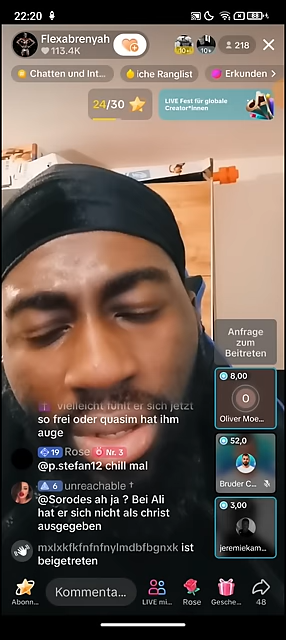 22:20
Flexabrenyah
113.4K
10+
10+
218
Chatten und Int...
iche Ranglist
Erkunden
24/30
LIVE Fest für globale
Creator*innen
Anfrage
zum
Beitreten
8,00
O
Oliver Moe...
vielleicht fühlt er sich jetzt
so frei oder quasim hat ihm
auge
19 Rose Nr. 3
@p.stefan12 chill mal
52,0
Bruder C...
6 unreachable †
@Sorodes ah ja ? Bei Ali
hat er sich nicht als christ
ausgegeben
3,00
jeremiekam...
mxlxkfkfnfnfnylmdbfbgnxk ist
beigetreten
Kommenta...
Abonn...
LIVE mi...
Rose
Gesche...
48